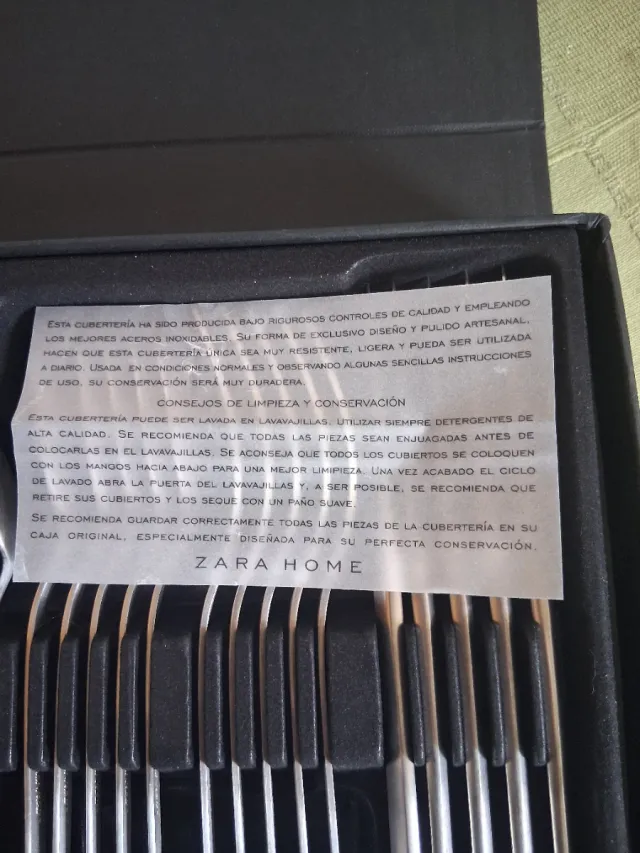 ESTA CUBERTERÍA HA SIDO PRODUCIDA BAJO RIGUROSOS CONTROLES DE CALIDAD Y EMPLEANDO
LOS MEJORES ACEROS INOXIDABLES. SU FORMA DE EXCLUSIVO DISEÑO Y PULIDO ARTESANAL,
HACEN QUE ESTA CUBERTERÍA ÚNICA SEA MUY RESISTENTE, LIGERA Y PUEDA SER UTILIZADA
A DIARIO. USADA EN CONDICIONES NORMALES Y OBSERVANDO ALGUNAS SENCILLAS INSTRUCCIONES
DE USO, SU CONSERVACIÓN SERÁ MUY DURADERA.
CONSEJOS DE LIMPIEZA Y CONSERVACIÓN
ESTA CUBERTERÍA PUEDE SER LAVADA EN LAVAVAJILLAS. UTILIZAR SIEMPRE DETERGENTES DE
ALTA CALIDAD. SE RECOMIENDA QUE TODAS LAS PIEZAS SEAN ENJUAGADAS ANTES DE
COLOCARLAS EN EL LAVAVAJILLAS. SE ACONSEJA QUE TODOS LOS CUBIERTOS SE COLOQUEN
CON LOS MANGOS HACIA ABAJO PARA UNA MEJOR LIMPIEZA. UNA VEZ ACABADO EL CICLO
DE LAVADO ABRA LA PUERTA DEL LAVAVAJILLAS Y, A SER POSIBLE, SE RECOMIENDA QUE
RETIRE SUS CUBIERTOS Y LOS SEQUE CON UN PAÑO SUAVE.
SE RECOMIENDA GUARDAR CORRECTAMENTE TODAS LAS PIEZAS DE LA CUBERTERÍA EN SU
CAJA ORIGINAL, ESPECIALMENTE DISEÑADA PARA SU PERFECTA CONSERVACIÓN.
ZARA HOME